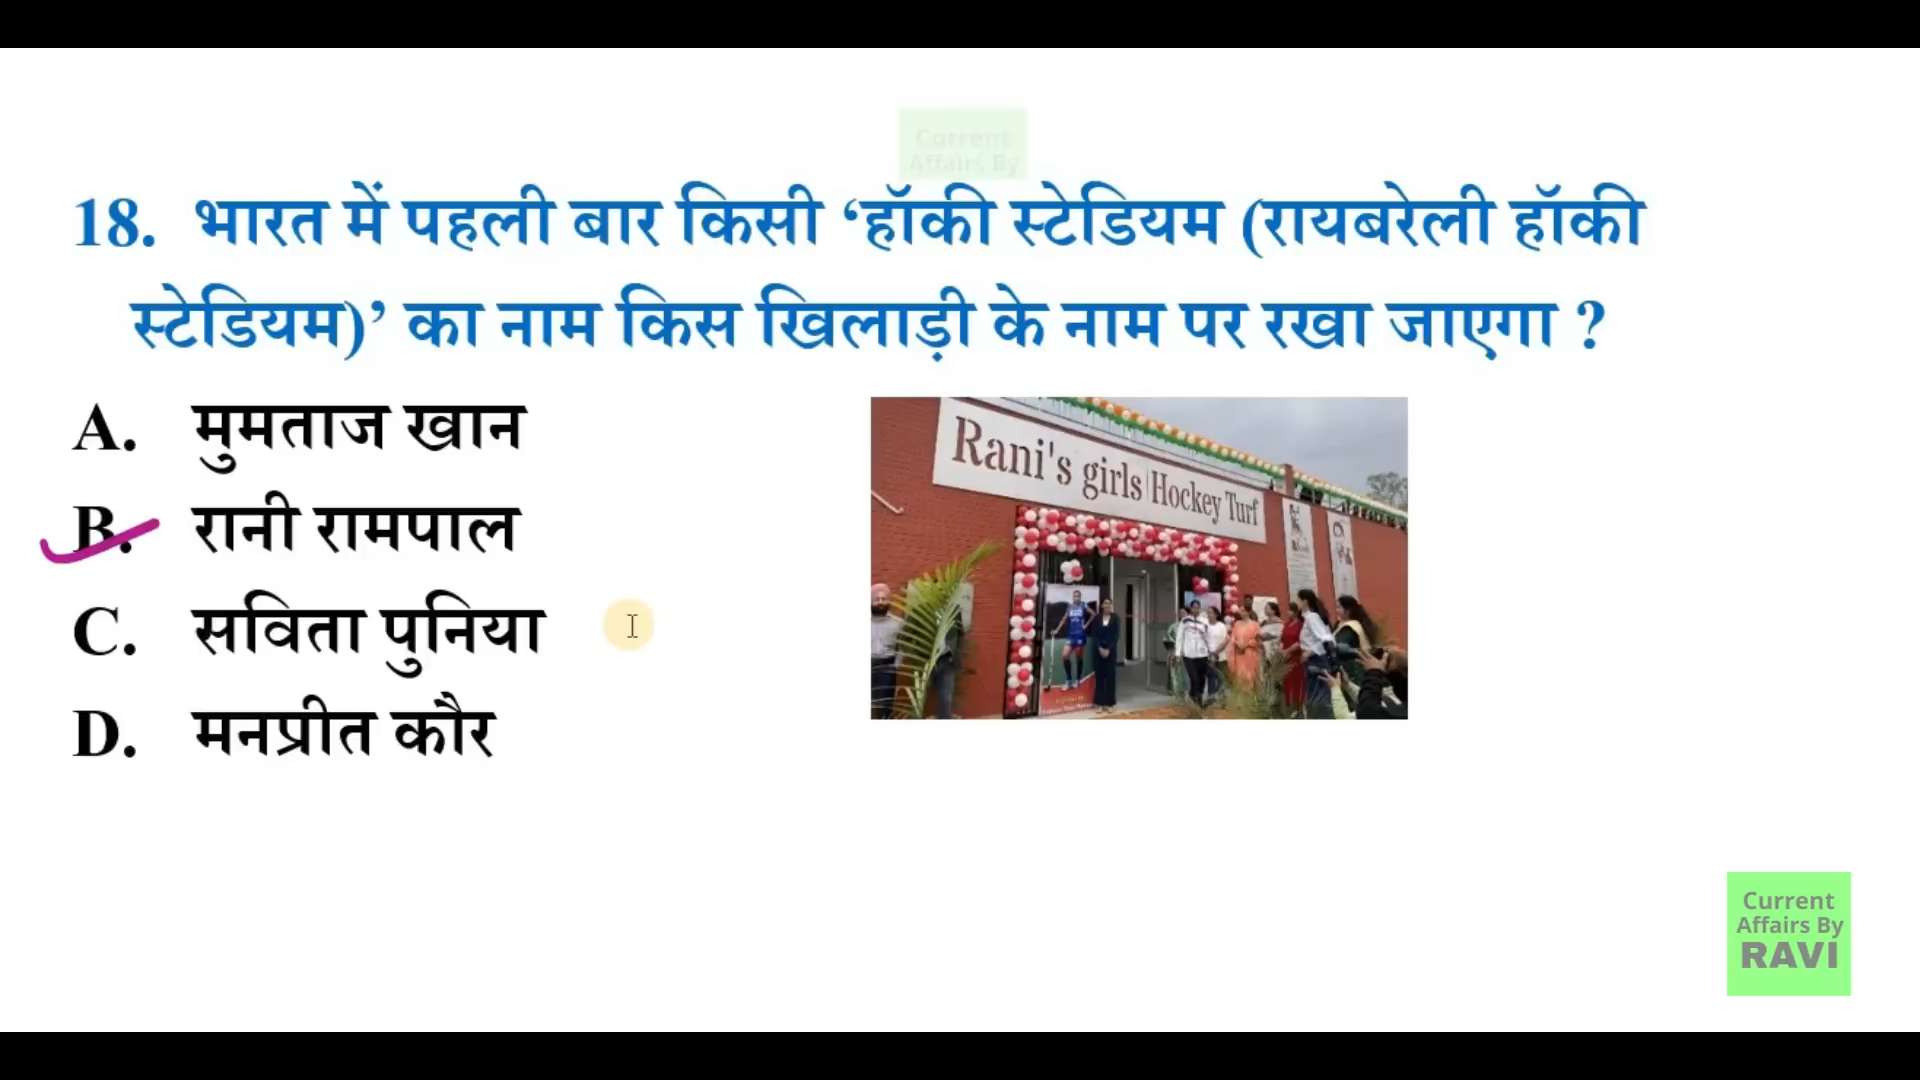 Current
Affairs By
18. भारत में पहली बार किसी ‘हॉकी स्टेडियम (रायबरेली हॉकी
स्टेडियम)’ का नाम किस खिलाड़ी के नाम पर रखा जाएगा ?
A. मुमताज खान
B. रानी रामपाल
C. सविता पुनिया
D. मनप्रीत कौर
Rani's girls Hockey Turf
Current
Affairs By
RAVI